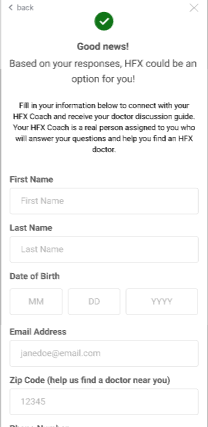 back
Good news!
Based on your responses, HFX could be an
option for you!
Fill in your information below to connect with your
HFX Coach and receive your doctor discussion guide.
Your HFX Coach is a real person assigned to you who
will answer your questions and help you find an HFX
doctor.
First Name
First Name
Last Name
Last Name
Date of Birth
MM DD YYYY
Email Address
janedoe@email.com
Zip Code (help us find a doctor near you)
12345